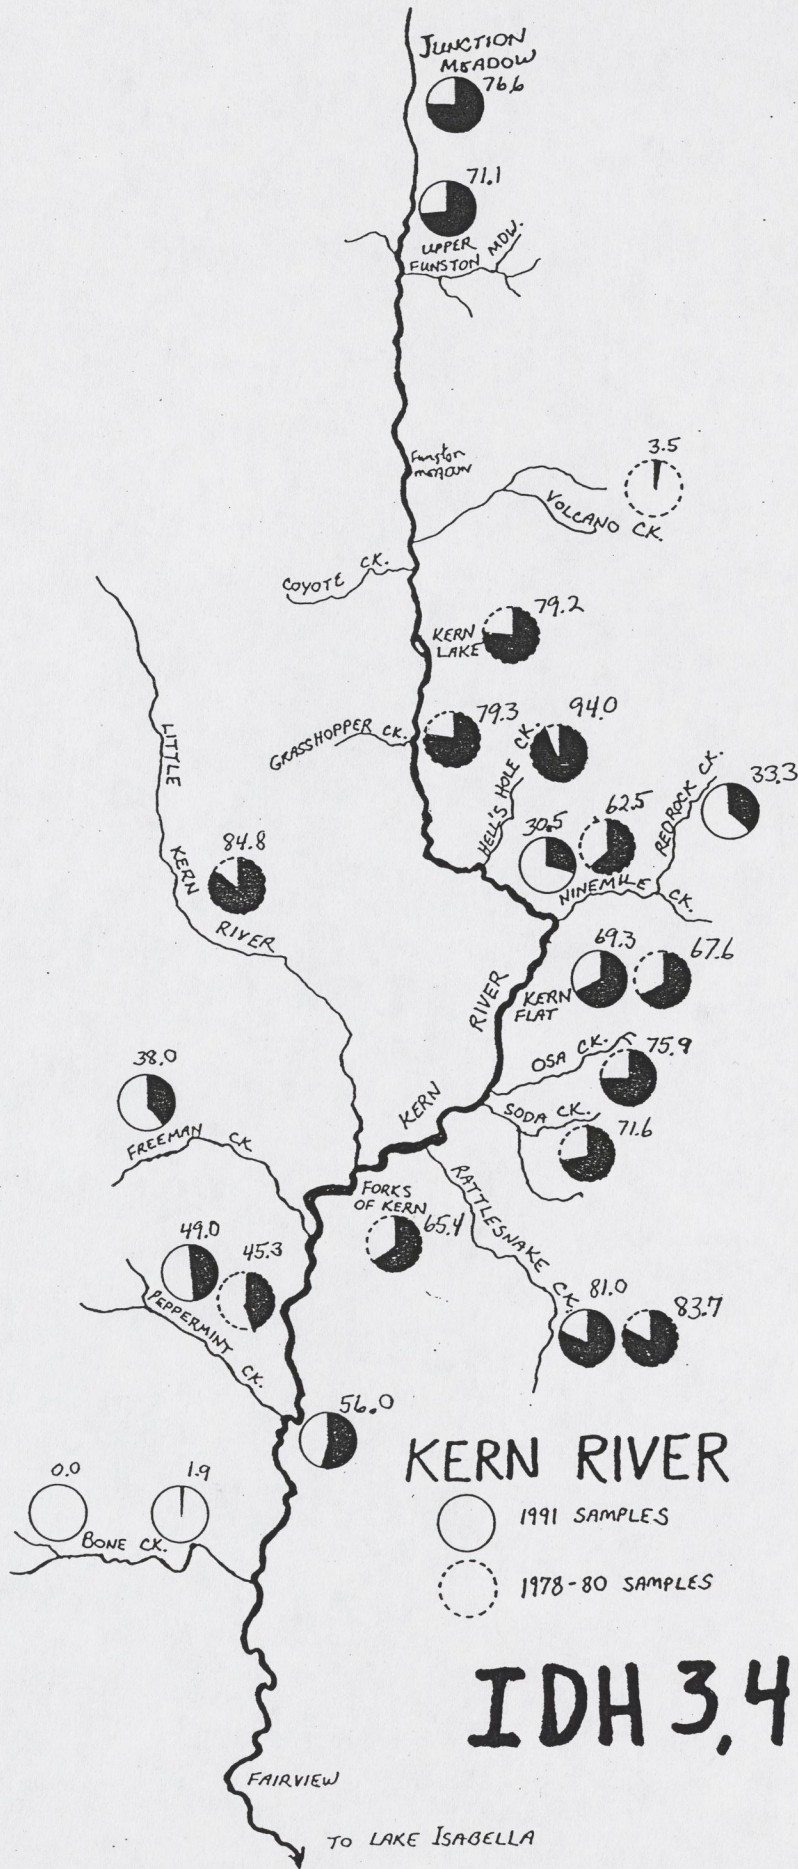 JUNCTION
MEADOW
76.6
71.1
UPPER
FUNSTON MDW.
Funston
meadow
3.5
VOLCANO CK.
COYOTE CK.
KERN
LAKE
79.2
GRASSHOPPER CK.
79.3
HELL'S HOLE CK.
94.0
30.5
62.5
REDROCK CK.
33.3
NINEMILE CK.
LITTLE
KERN
RIVER
84.8
69.3
67.6
KERN
FLAT
RIVER
KERN
OSA CK.
75.9
SODA CK.
71.6
38.0
FREEMAN CK
FORKS
OF KERN
65.4
RATTLESNAKE CK.
49.0
45.3
PEPPERMINT CK.
81.0
83.7
56.0
0.0
1.9
BONE CK.
KERN RIVER
1991 SAMPLES
1978-80 SAMPLES
IDH 3,4
FAIRVIEW
TO LAKE ISABELLA